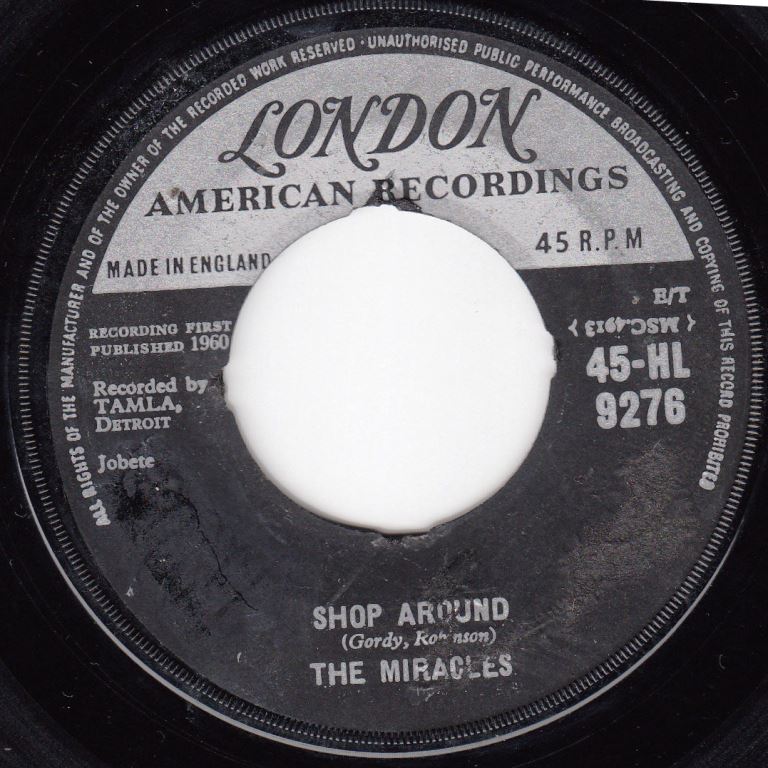 ALL RIGHTS OF THE MANUFACTURER AND OF THE OWNER OF THE RECORDED WORK RESERVED · UNAUTHORISED PUBLIC PERFORMANCE BROADCASTING AND COPYING OF THIS RECORD PROHIBITED
LONDON
AMERICAN RECORDINGS
MADE IN ENGLAND
45 R.P.M
RECORDING FIRST
PUBLISHED 1960
Recorded by
TAMLA,
DETROIT
Jobete
E/T
(MSC.4913)
45-HL
9276
SHOP AROUND
(Gordy, Robinson)
THE MIRACLES